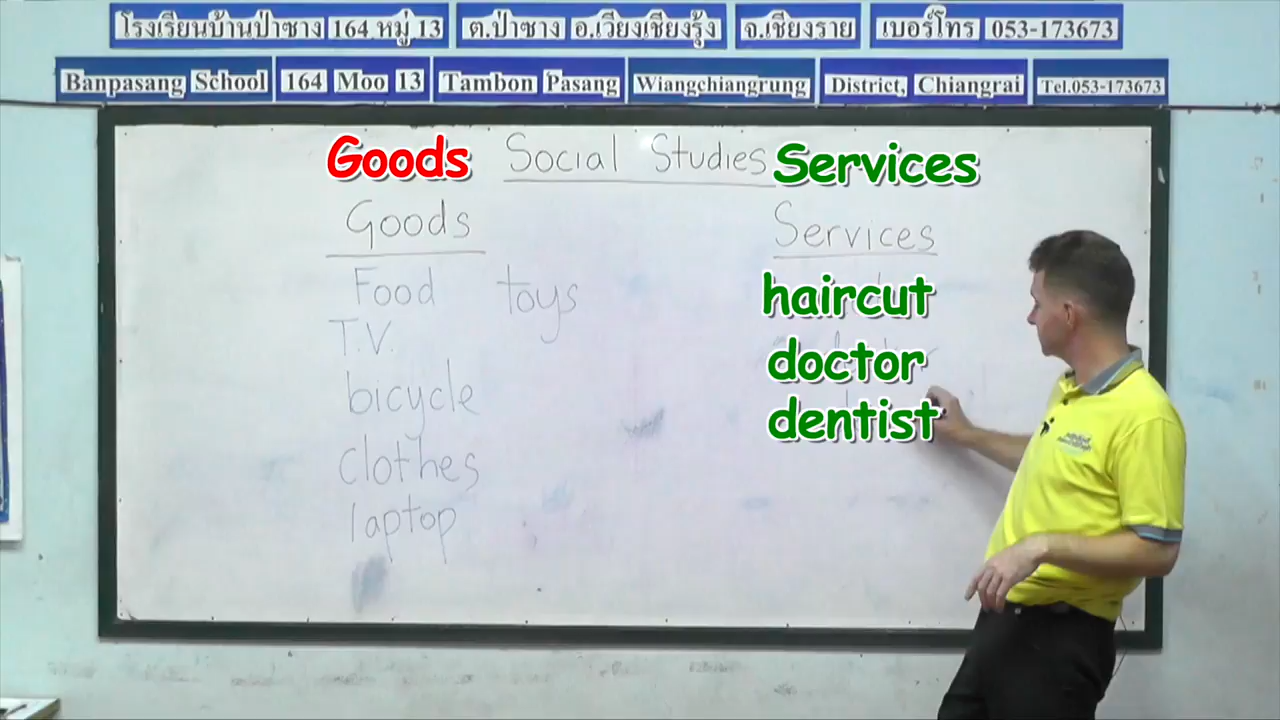 โรงเรียนบ้านป่าซาง 164 หมู่ 13 ต.ป่าซาง อ.เวียงเชียงรุ้ง จ.เชียงราย เบอร์โทร 053-173673
Banpasang School 164 Moo 13 Tambon Pasang Wiangchiangrung District, Chiangrai Tel.053-173673
Goods Social Studies Services
Goods Services
Food toys haircut
T.V. doctor
bicycle dentist
clothes
laptop